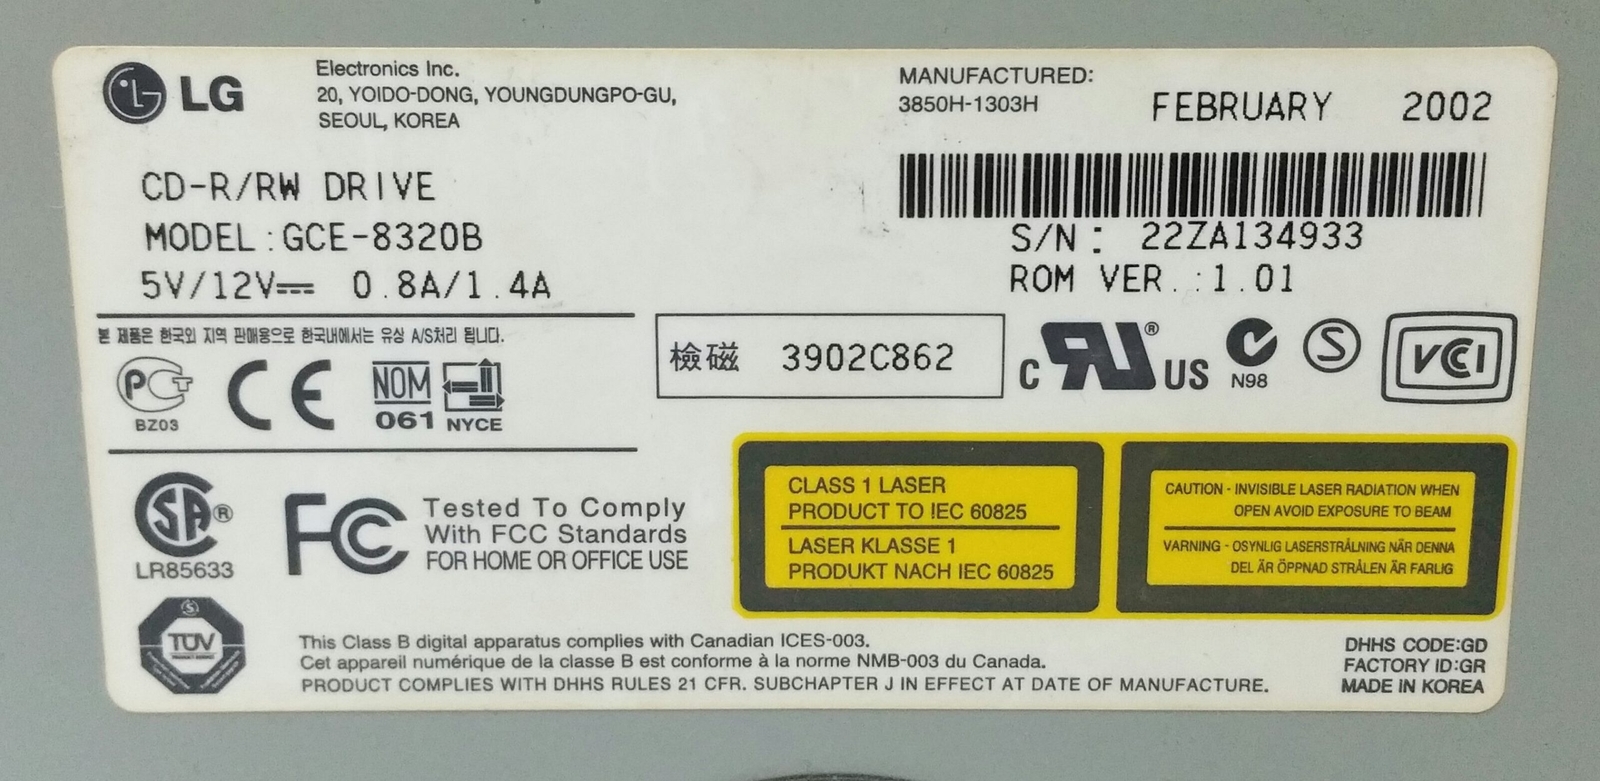 LG
Electronics Inc.
20, YOIDO-DONG, YOUNGDUNGPO-GU,
SEOUL, KOREA
MANUFACTURED:
3850H-1303H
FEBRUARY 2002
CD-R/RW DRIVE
MODEL:GCE-8320B
5V/12V 0.8A/1.4A
S/N: 22ZA134933
ROM VER.:1.01
본 제품은 한국외 지역 판매용으로 한국내에서는 유상 A/S처리 됩니다.
PCT
BZ03
CE
NOM
061
NYCE
檢磁 3902C862
C UR® US
N98
S
VCCI
SA®
LR85633
FC
Tested To Comply
With FCC Standards
FOR HOME OR OFFICE USE
CLASS 1 LASER
PRODUCT TO IEC 60825
LASER KLASSE 1
PRODUKT NACH IEC 60825
CAUTION - INVISIBLE LASER RADIATION WHEN
OPEN AVOID EXPOSURE TO BEAM
VARNING - OSYNLIG LASERSTRÅLNING NÄR DENNA
DEL ÄR ÖPPNAD STRÅLEN ÄR FARLIG
S
TÜV
This Class B digital apparatus complies with Canadian ICES-003.
Cet appareil numérique de la classe B est conforme à la norme NMB-003 du Canada.
PRODUCT COMPLIES WITH DHHS RULES 21 CFR. SUBCHAPTER J IN EFFECT AT DATE OF MANUFACTURE.
DHHS CODE:GD
FACTORY ID:GR
MADE IN KOREA